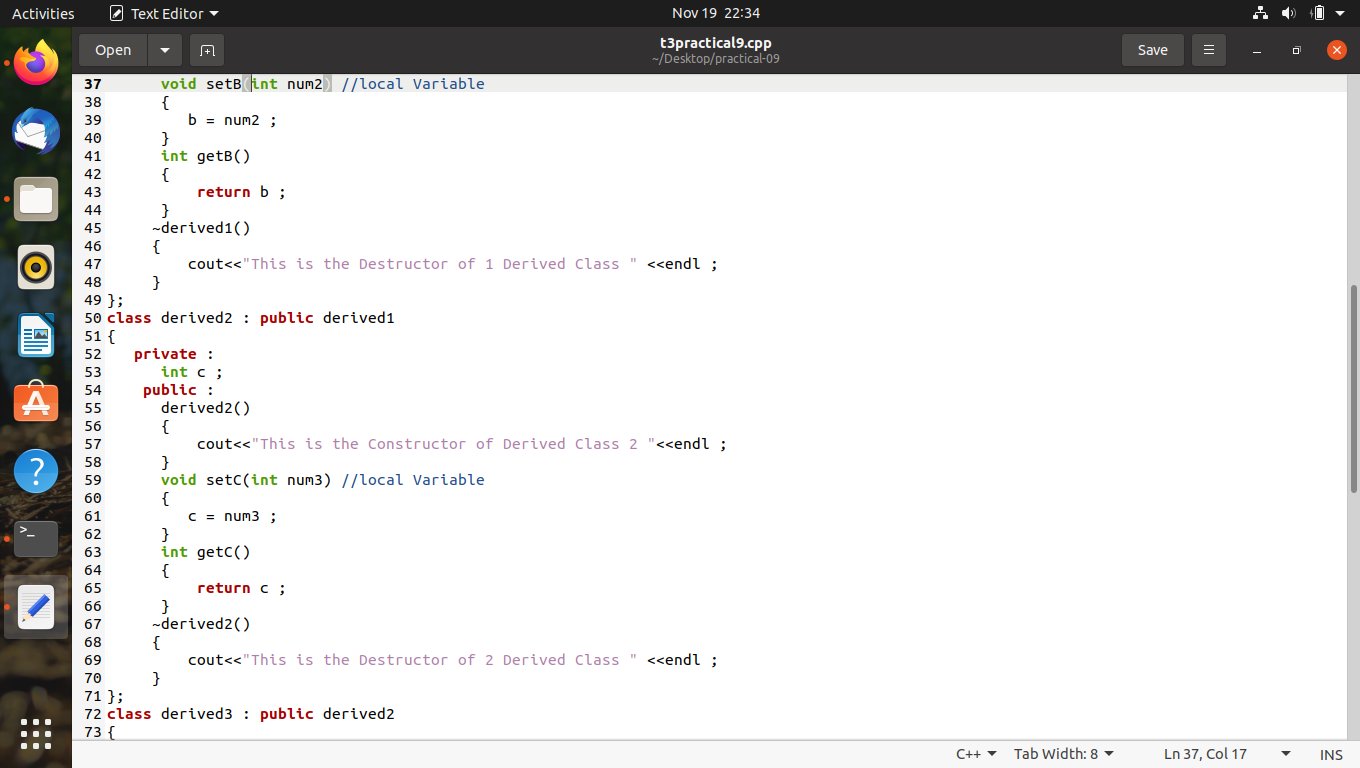 Activities Text Editor Nov 19 22:34
Open t3practical9.cpp Save
~/Desktop/practical-09
37 void setB(int num2) //local Variable
38 {
39 b = num2 ;
40 }
41 int getB()
42 {
43 return b ;
44 }
45 ~derived1()
46 {
47 cout<<"This is the Destructor of 1 Derived Class " <<endl ;
48 }
49 };
50 class derived2 : public derived1
51 {
52 private :
53 int c ;
54 public :
55 derived2()
56 {
57 cout<<"This is the Constructor of Derived Class 2 "<<endl ;
58 }
59 void setC(int num3) //local Variable
60 {
61 c = num3 ;
62 }
63 int getC()
64 {
65 return c ;
66 }
67 ~derived2()
68 {
69 cout<<"This is the Destructor of 2 Derived Class " <<endl ;
70 }
71 };
72 class derived3 : public derived2
73 {
C++ Tab Width: 8 Ln 37, Col 17 INS